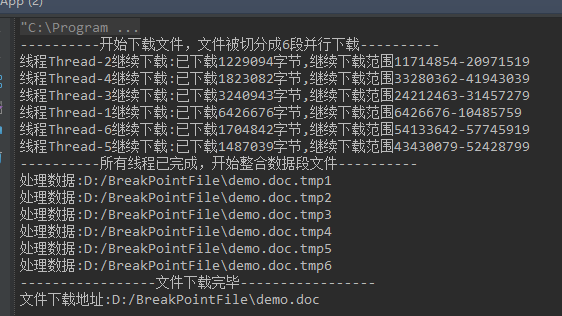 App (2)
"C:\Program ...
----------开始下载文件，文件被切分成6段并行下载----------
线程Thread-2继续下载:已下载1229094字节,继续下载范围11714854-20971519
线程Thread-4继续下载:已下载1823082字节,继续下载范围33280362-41943039
线程Thread-3继续下载:已下载3240943字节,继续下载范围24212463-31457279
线程Thread-1继续下载:已下载6426676字节,继续下载范围6426676-10485759
线程Thread-6继续下载:已下载1704842字节,继续下载范围54133642-57745919
线程Thread-5继续下载:已下载1487039字节,继续下载范围43430079-52428799
----------所有线程已完成，开始整合数据段文件----------
处理数据:D:/BreakPointFile\demo.doc.tmp1
处理数据:D:/BreakPointFile\demo.doc.tmp2
处理数据:D:/BreakPointFile\demo.doc.tmp3
处理数据:D:/BreakPointFile\demo.doc.tmp4
处理数据:D:/BreakPointFile\demo.doc.tmp5
处理数据:D:/BreakPointFile\demo.doc.tmp6
-----------------文件下载完毕-----------------
文件下载地址:D:/BreakPointFile\demo.doc